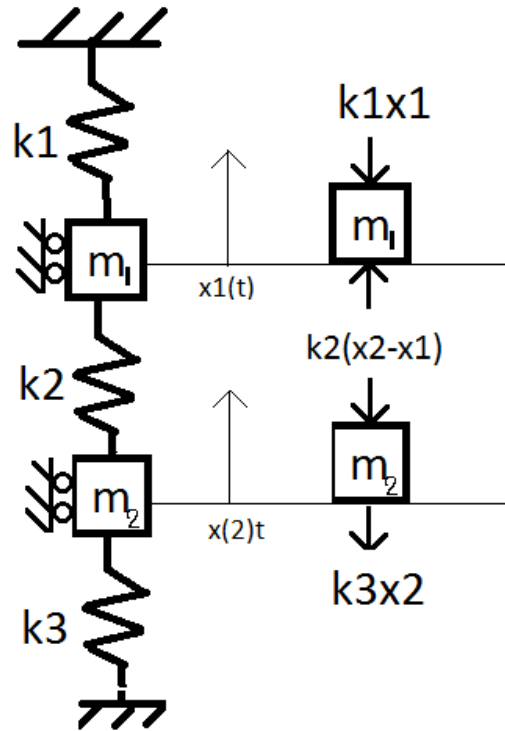 k1
k1x1
m1
m1
x1(t)
k2
k2(x2-x1)
m2
m2
x(2)t
k3
k3x2